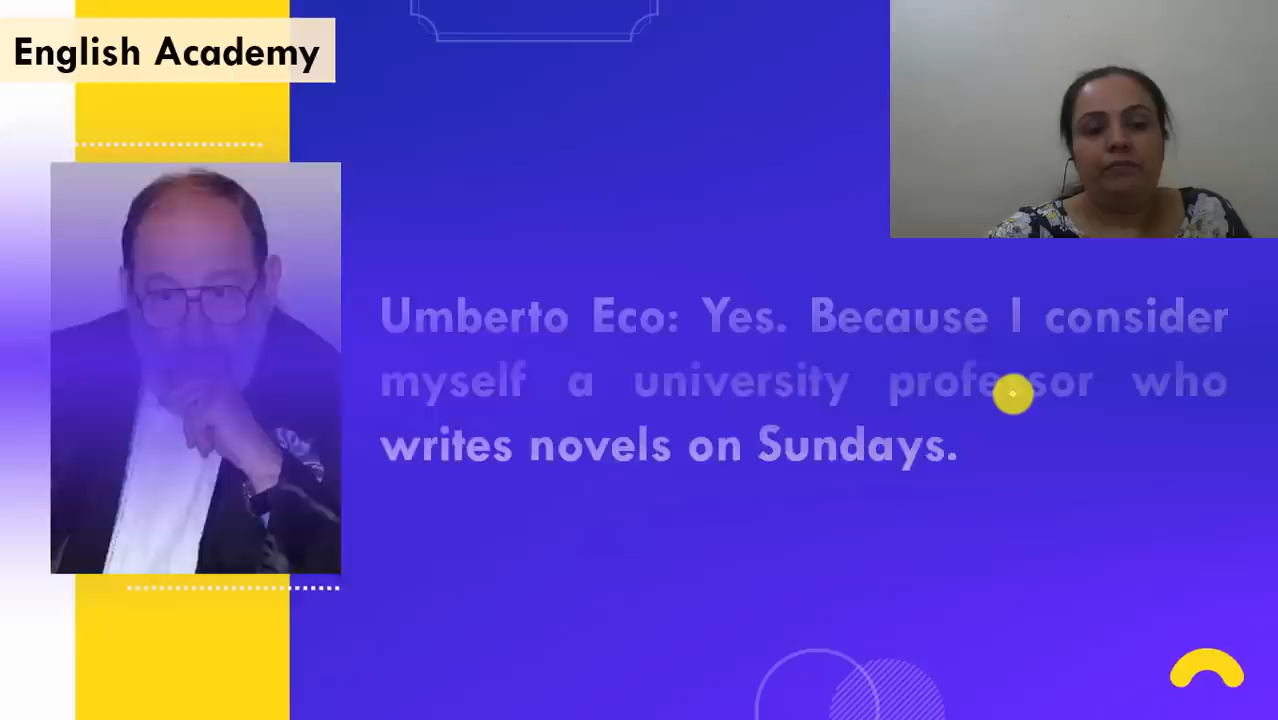 English Academy
Umberto Eco: Yes. Because I consider
myself a university professor who
writes novels on Sundays.